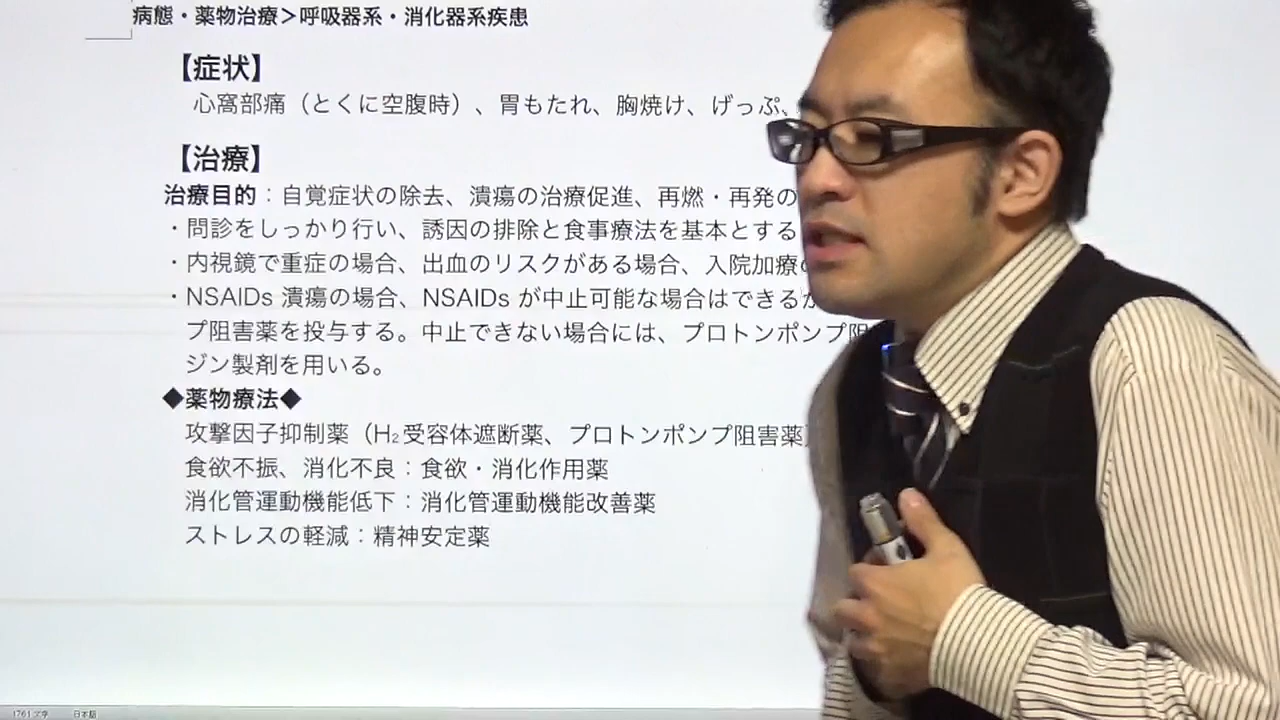 病態・薬物治療＞呼吸器系・消化器系疾患
【症状】
心窩部痛（とくに空腹時）、胃もたれ、胸焼け、げっぷ、
【治療】
治療目的：自覚症状の除去、潰瘍の治療促進、再燃・再発の
・問診をしっかり行い、誘因の排除と食事療法を基本とする
・内視鏡で重症の場合、出血のリスクがある場合、入院加療
・NSAIDs 潰瘍の場合、NSAIDs が中止可能な場合はできるだ
プ阻害薬を投与する。中止できない場合には、プロトンポンプ阻
ジン製剤を用いる。
◆薬物療法◆
攻撃因子抑制薬（H₂受容体遮断薬、プロトンポンプ阻害薬）
食欲不振、消化不良：食欲・消化作用薬
消化管運動機能低下：消化管運動機能改善薬
ストレスの軽減：精神安定薬
1761 文字 日本語